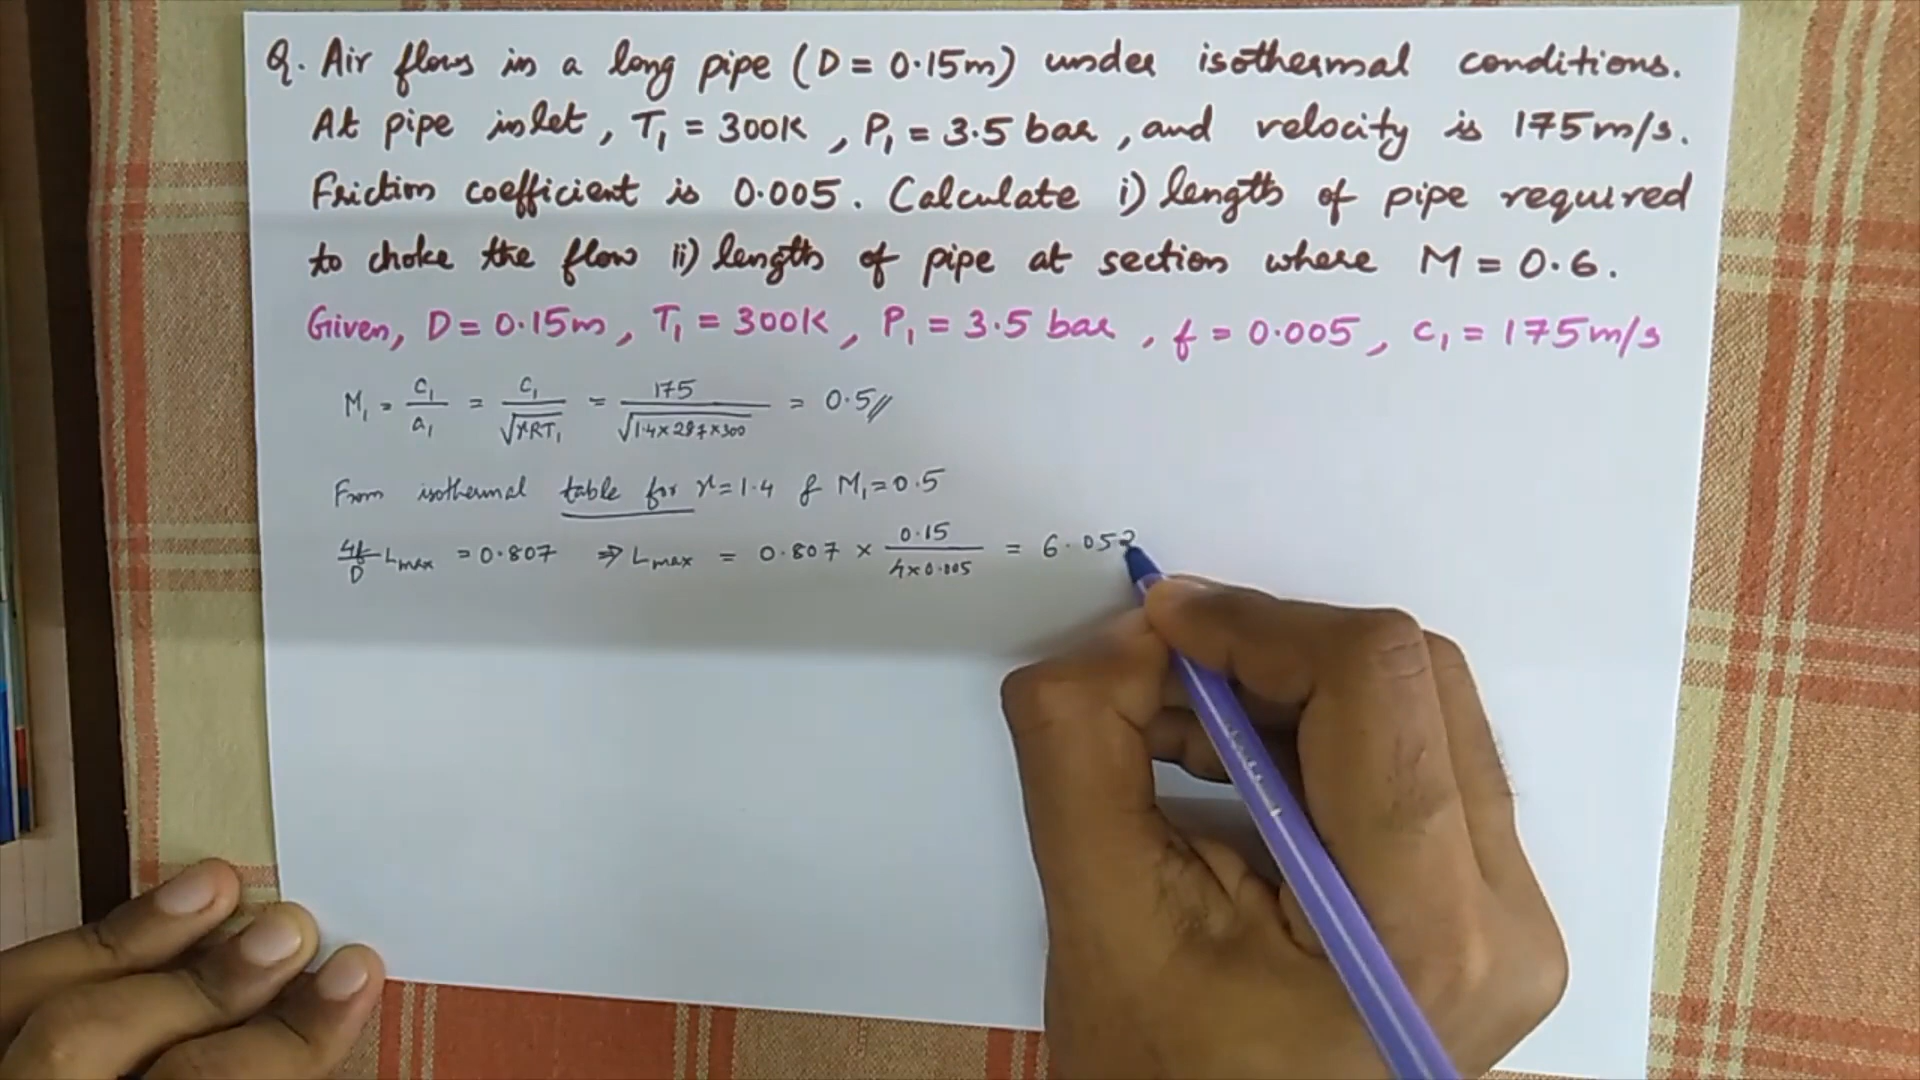 Q. Air flows in a long pipe (D = 0.15m) under isothermal conditions.
At pipe inlet, T₁ = 300K, P₁ = 3.5 bar, and velocity is 175m/s.
Friction coefficient is 0.005. Calculate i) length of pipe required
to choke the flow ii) length of pipe at section where M = 0.6.
Given, D = 0.15m, T₁ = 300K, P₁ = 3.5 bar, f = 0.005, C₁ = 175m/s
M₁ = C₁/a₁ = C₁/√(γRT₁) = 175/√(1.4×287×300) = 0.5//
From isothermal table for γ=1.4 & M₁=0.5
4f/D Lmax = 0.807 ⇒ Lmax = 0.807 × 0.15/(4×0.005) = 6.052